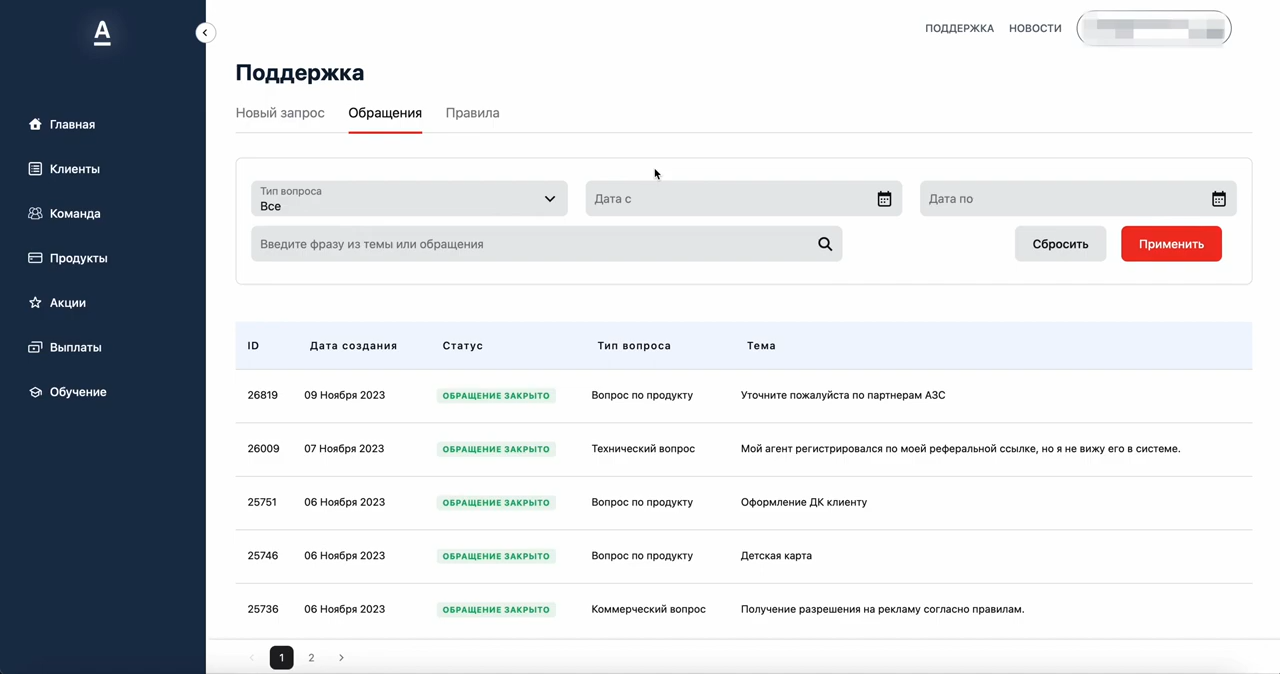 А
ПОДДЕРЖКА НОВОСТИ
Поддержка
Новый запрос Обращения Правила
Главная
Клиенты
Команда
Продукты
Акции
Выплаты
Обучение
Тип вопроса
Все
Дата с
Дата по
Введите фразу из темы или обращения
Сбросить
Применить
ID Дата создания Статус Тип вопроса Тема
26819 09 Ноября 2023 ОБРАЩЕНИЕ ЗАКРЫТО Вопрос по продукту Уточните пожалуйста по партнерам АЗС
26009 07 Ноября 2023 ОБРАЩЕНИЕ ЗАКРЫТО Технический вопрос Мой агент регистрировался по моей реферальной ссылке, но я не вижу его в системе.
25751 06 Ноября 2023 ОБРАЩЕНИЕ ЗАКРЫТО Вопрос по продукту Оформление ДК клиенту
25746 06 Ноября 2023 ОБРАЩЕНИЕ ЗАКРЫТО Вопрос по продукту Детская карта
25736 06 Ноября 2023 ОБРАЩЕНИЕ ЗАКРЫТО Коммерческий вопрос Получение разрешения на рекламу согласно правилам.
1 2